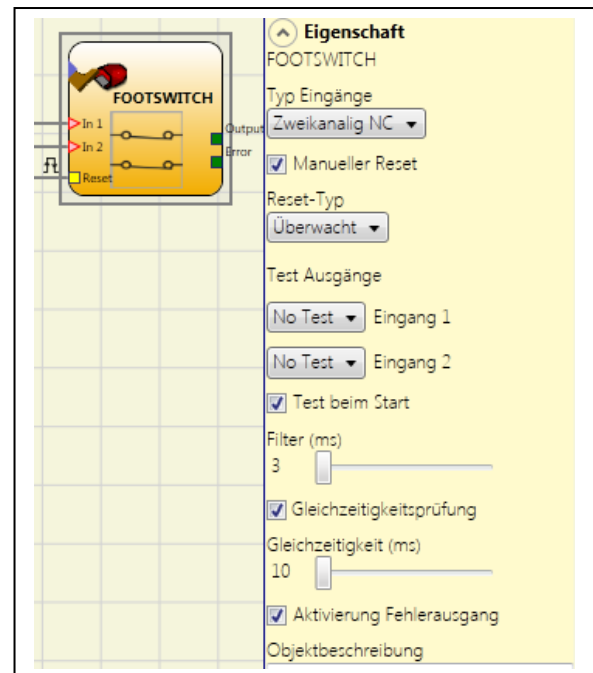 FOOTSWITCH
In 1
In 2
Reset
Output
Error
Eigenschaft
FOOTSWITCH
Typ Eingänge
Zweikanalig NC
Manueller Reset
Reset-Typ
Überwacht
Test Ausgänge
No Test Eingang 1
No Test Eingang 2
Test beim Start
Filter (ms)
3
Gleichzeitigkeitsprüfung
Gleichzeitigkeit (ms)
10
Aktivierung Fehlerausgang
Objektbeschreibung